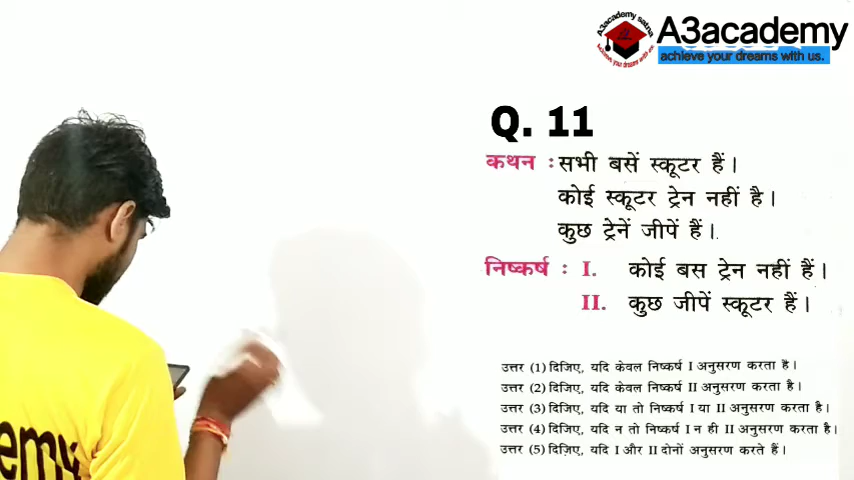 A3academy satna
A3academy
achieve your dreams with us.
achieve your dreams with us.
Q. 11
कथन : सभी बसें स्कूटर हैं।
कोई स्कूटर ट्रेन नहीं है।
कुछ ट्रेनें जीपें हैं।
निष्कर्ष : I. कोई बस ट्रेन नहीं हैं।
II. कुछ जीपें स्कूटर हैं।
उत्तर (1) दिजिए, यदि केवल निष्कर्ष I अनुसरण करता है।
उत्तर (2) दिजिए, यदि केवल निष्कर्ष II अनुसरण करता है।
उत्तर (3) दिजिए, यदि या तो निष्कर्ष I या II अनुसरण करता है।
उत्तर (4) दिजिए, यदि न तो निष्कर्ष I न ही II अनुसरण करता है।
उत्तर (5) दिजिए, यदि I और II दोनों अनुसरण करते हैं।
emy